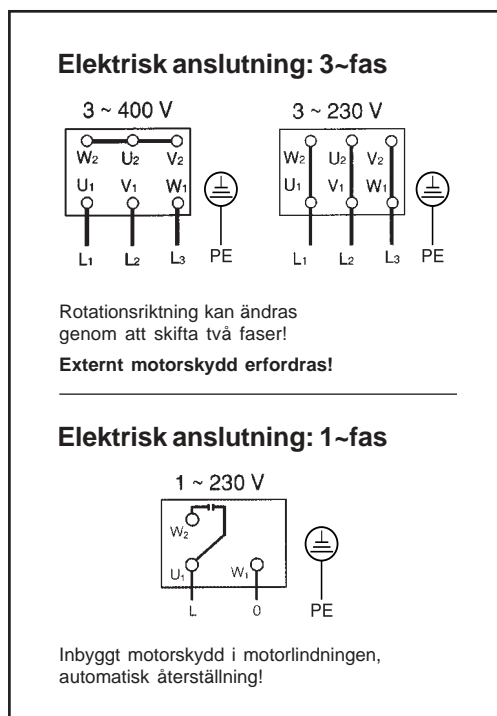 Elektrisk anslutning: 3~fas
3 ~ 400 V
W2 U2 V2
U1 V1 W1
L1 L2 L3 PE
3 ~ 230 V
W2 U2 V2
U1 V1 W1
L1 L2 L3 PE
Rotationsriktning kan ändras
genom att skifta två faser!
Externt motorskydd erfordras!
Elektrisk anslutning: 1~fas
1 ~ 230 V
W2
U1 W1
L 0 PE
Inbyggt motorskydd i motorlindningen,
automatisk återställning!